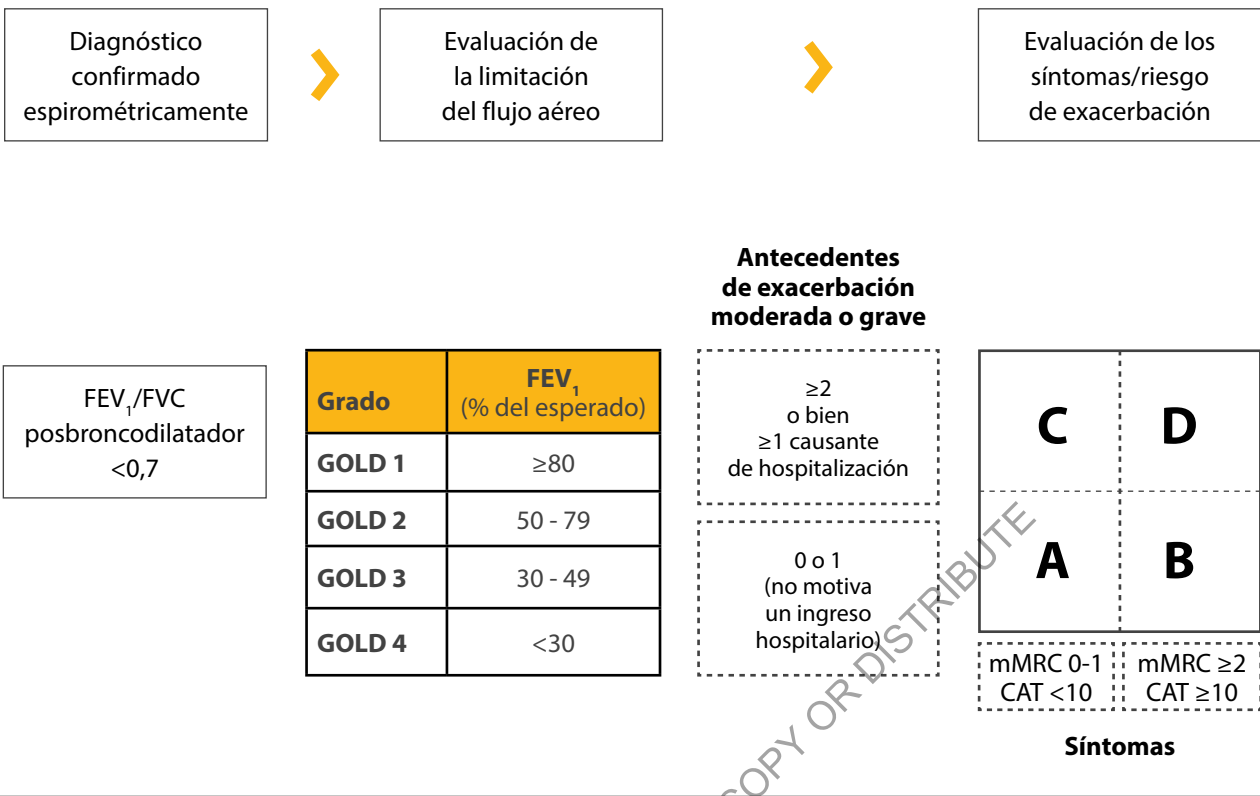 Diagnóstico
confirmado
espirométricamente
Evaluación de
la limitación
del flujo aéreo
Evaluación de los
síntomas/riesgo
de exacerbación
Antecedentes
de exacerbación
moderada o grave
FEV₁/FVC
posbroncodilatador
<0,7
Grado
FEV₁
(% del esperado)
GOLD 1
≥80
GOLD 2
50 - 79
GOLD 3
30 - 49
GOLD 4
<30
≥2
o bien
≥1 causante
de hospitalización
0 o 1
(no motiva
un ingreso
hospitalario)
C D
A B
mMRC 0-1
CAT <10
mMRC ≥2
CAT ≥10
Síntomas
COPY OR DISTRIBUTE